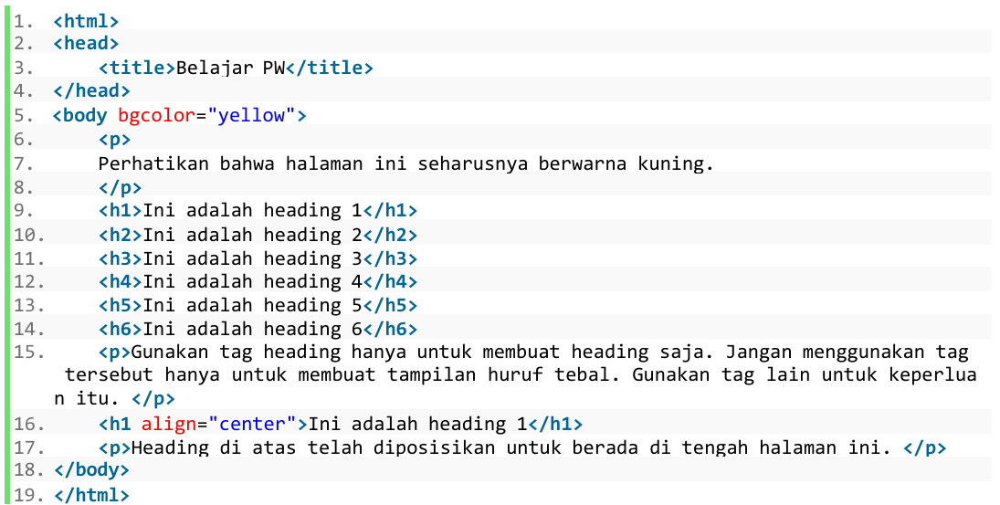 1. <html>
2. <head>
3.     <title>Belajar PW</title>
4. </head>
5. <body bgcolor="yellow">
6.     <p>
7.     Perhatikan bahwa halaman ini seharusnya berwarna kuning.
8.     </p>
9.     <h1>Ini adalah heading 1</h1>
10.     <h2>Ini adalah heading 2</h2>
11.     <h3>Ini adalah heading 3</h3>
12.     <h4>Ini adalah heading 4</h4>
13.     <h5>Ini adalah heading 5</h5>
14.     <h6>Ini adalah heading 6</h6>
15.     <p>Gunakan tag heading hanya untuk membuat heading saja. Jangan menggunakan tag
tersebut hanya untuk membuat tampilan huruf tebal. Gunakan tag lain untuk keperlua
n itu. </p>
16.     <h1 align="center">Ini adalah heading 1</h1>
17.     <p>Heading di atas telah diposisikan untuk berada di tengah halaman ini. </p>
18. </body>
19. </html>